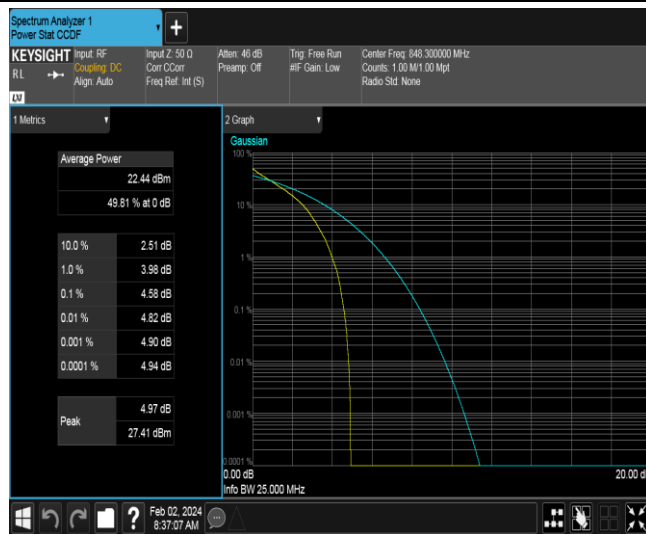 Spectrum Analyzer 1
Power Stat CCDF
+
KEYSIGHT
RL
LXI
Input: RF
Coupling: DC
Align: Auto
Input Z: 50 Ω
Corr CCorr
Freq Ref: Int (S)
Atten: 46 dB
Preamp: Off
Trig: Free Run
#IF Gain: Low
Center Freq: 848.300000 MHz
Counts: 1.00 M/1.00 Mpt
Radio Std: None
1 Metrics
Average Power
22.44 dBm
49.81 % at 0 dB
10.0 % 2.51 dB
1.0 % 3.98 dB
0.1 % 4.58 dB
0.01 % 4.82 dB
0.001 % 4.90 dB
0.0001 % 4.94 dB
Peak 4.97 dB
27.41 dBm
2 Graph
Gaussian
100 %
10 %
1 %
0.1 %
0.01 %
0.001 %
0.0001 %
0.00 dB 20.00 d
Info BW 25.000 MHz
?
Feb 02, 2024
8:37:07 AM